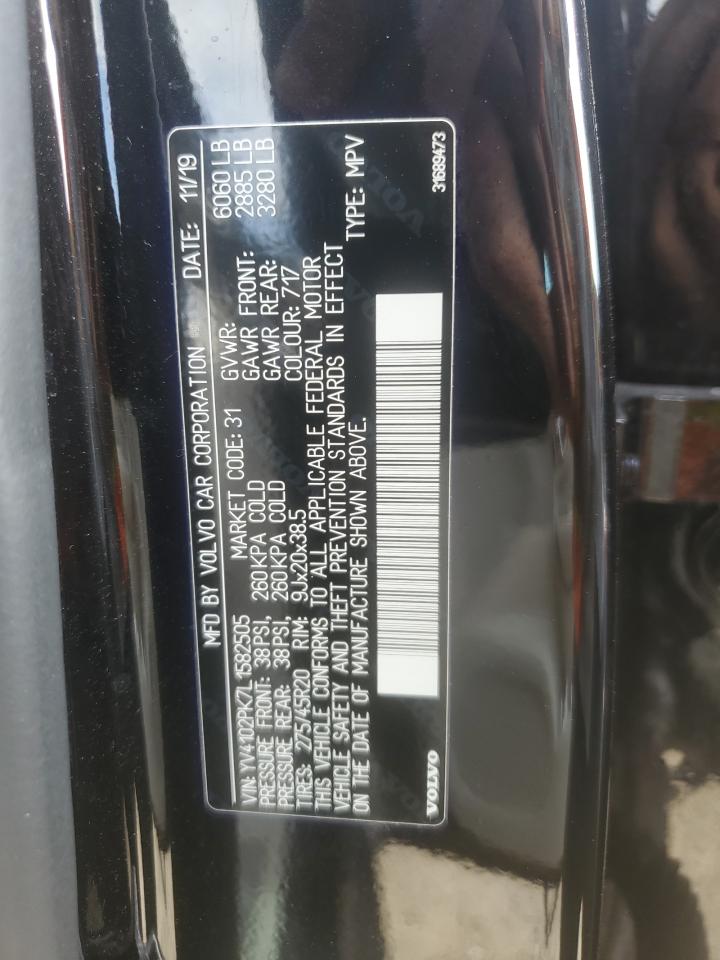 MFD BY VOLVO CAR CORPORATION DATE: 11/19
VIN: YV4102PK7L1582505 MARKET CODE: 31 GVWR: 6060 LB
PRESSURE FRONT: 38PSI, 260KPA COLD GAWR FRONT: 2885 LB
PRESSURE REAR: 38PSI, 260KPA COLD GAWR REAR: 3280 LB
TIRES: 275/45R20 RIM: 9Jx20x38.5 COLOUR: 717
THIS VEHICLE CONFORMS TO ALL APPLICABLE FEDERAL MOTOR
VEHICLE SAFETY AND THEFT PREVENTION STANDARDS IN EFFECT
ON THE DATE OF MANUFACTURE SHOWN ABOVE. TYPE: MPV
VOLVO 31689473